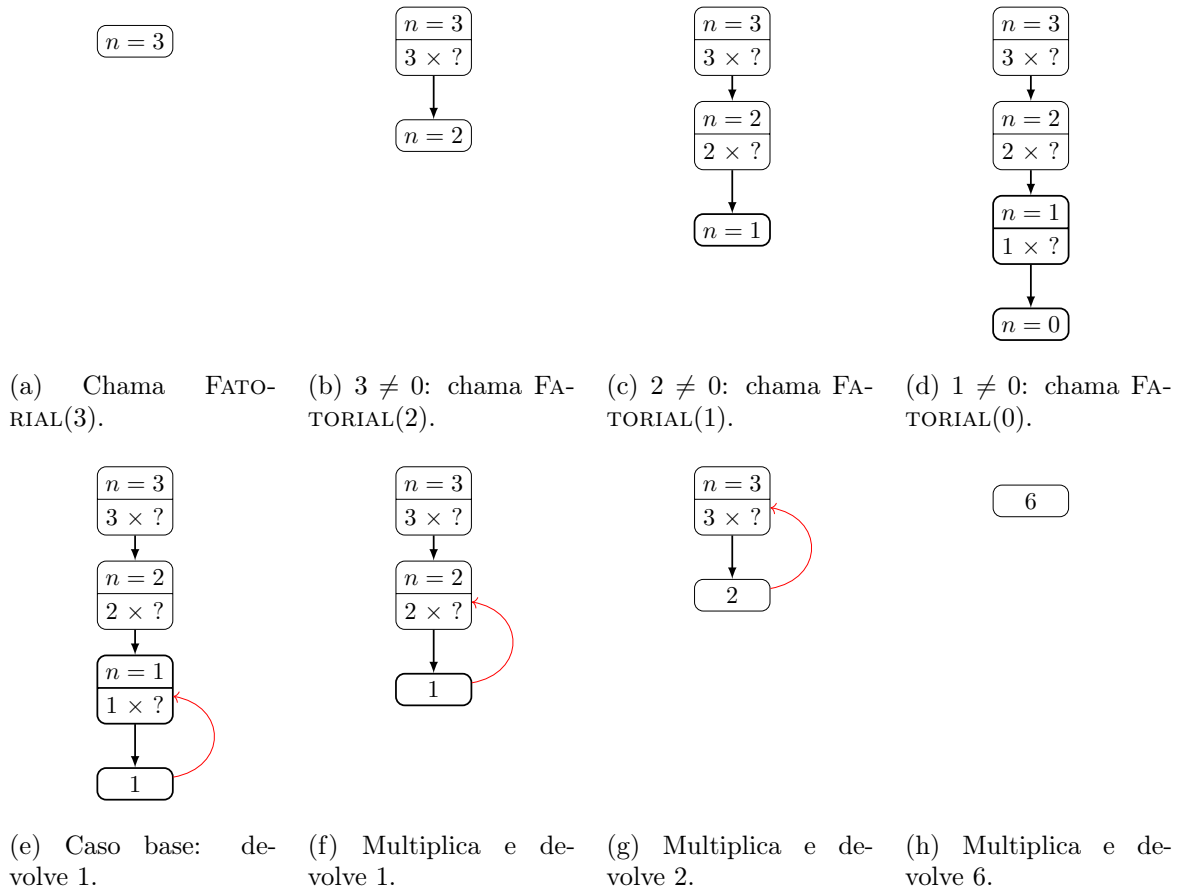 n = 3
n = 3
3 × ?
n = 2
n = 3
3 × ?
n = 2
2 × ?
n = 1
n = 3
3 × ?
n = 2
2 × ?
n = 1
1 × ?
n = 0
(a) Chama FATO-
RIAL(3).
(b) 3 ≠ 0: chama FA-
TORIAL(2).
(c) 2 ≠ 0: chama FA-
TORIAL(1).
(d) 1 ≠ 0: chama FA-
TORIAL(0).
n = 3
3 × ?
n = 2
2 × ?
n = 1
1 × ?
1
n = 3
3 × ?
n = 2
2 × ?
1
n = 3
3 × ?
2
6
(e) Caso base: de-
volve 1.
(f) Multiplica e de-
volve 1.
(g) Multiplica e de-
volve 2.
(h) Multiplica e de-
volve 6.